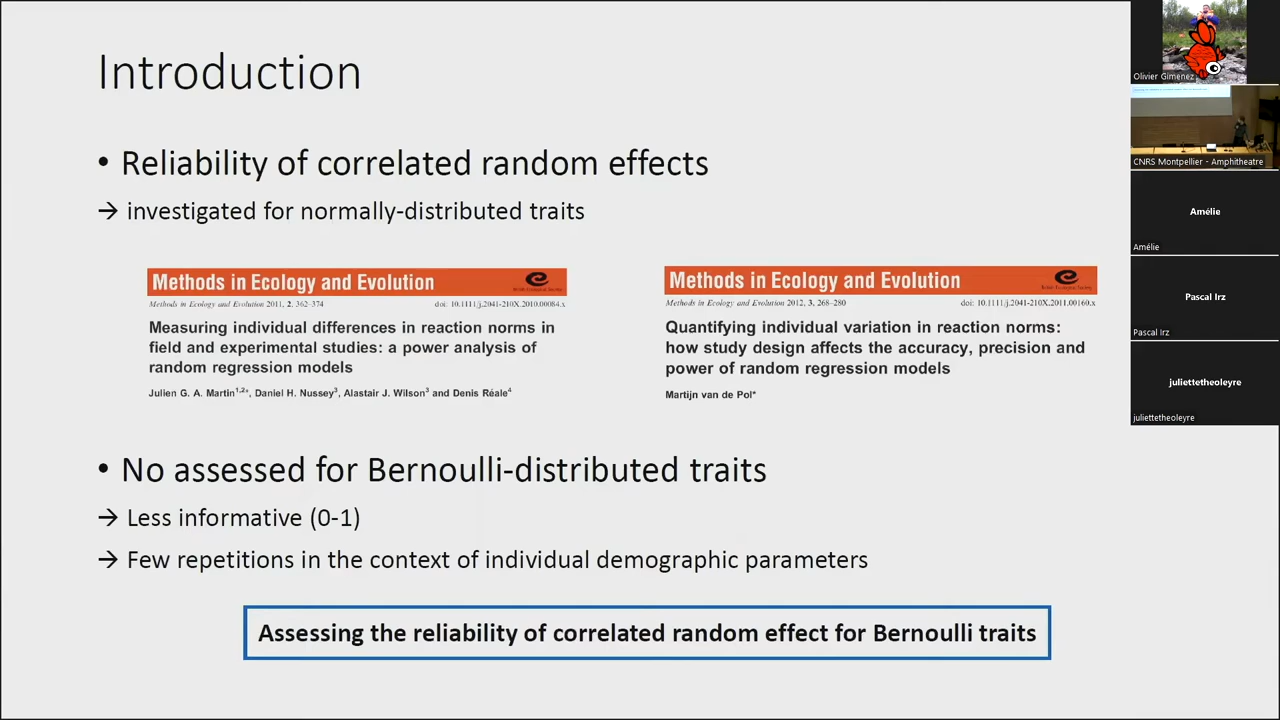 Introduction
• Reliability of correlated random effects
→ investigated for normally-distributed traits
Methods in Ecology and Evolution
Methods in Ecology and Evolution 2011, 2, 362–374 doi: 10.1111/j.2041-210X.2010.00084.x
Measuring individual differences in reaction norms in
field and experimental studies: a power analysis of
random regression models
Julien G. A. Martin1,2*, Daniel H. Nussey3, Alastair J. Wilson3 and Denis Réale4
Methods in Ecology and Evolution
Methods in Ecology and Evolution 2012, 3, 268–280 doi: 10.1111/j.2041-210X.2011.00160.x
Quantifying individual variation in reaction norms:
how study design affects the accuracy, precision and
power of random regression models
Martijn van de Pol*
• No assessed for Bernoulli-distributed traits
→ Less informative (0-1)
→ Few repetitions in the context of individual demographic parameters
Assessing the reliability of correlated random effect for Bernoulli traits
Olivier Gimenez
CNRS Montpellier - Amphitheatre
Amélie
Amélie
Pascal Irz
Pascal Irz
juliettetheoleyre
juliettetheoleyre